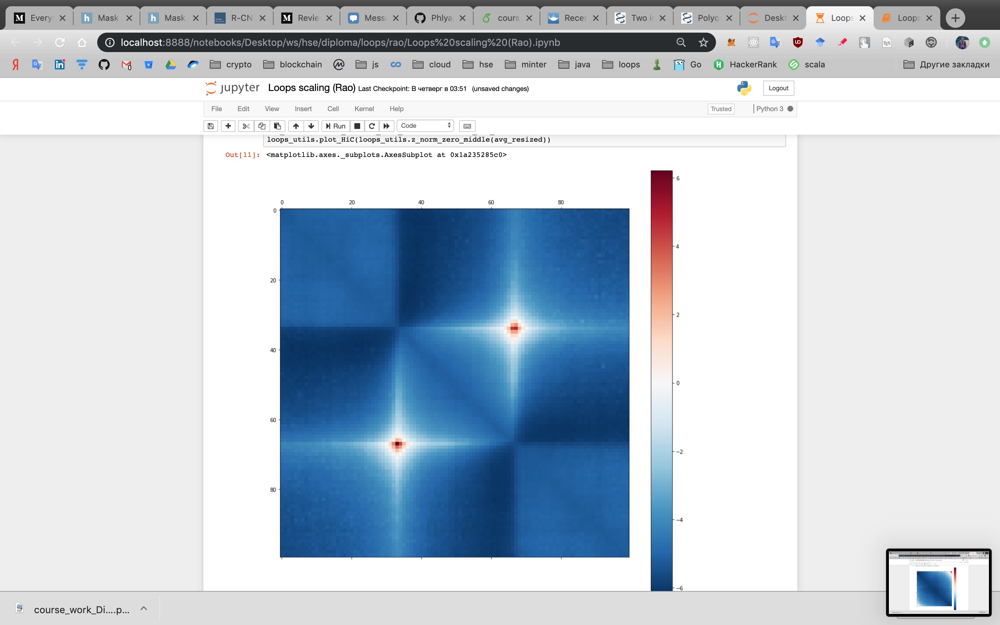 Every Mask Mask R-CN Revie Mess Phlya cours Recer Two i Polyc Deskt Loops Loops
localhost:8888/notebooks/Desktop/ws/hse/diploma/loops/rao/Loops%20scaling%20(Rao).ipynb
0 crypto blockchain js cloud hse minter java loops Go HackerRank scala Другие закладки
jupyter Loops scaling (Rao) Last Checkpoint: В четверг в 03:51 (unsaved changes) Logout
File Edit View Insert Cell Kernel Help Trusted Python 3
Run Code
loops_utils.plot_HiC(loops_utils.z_norm_zero_middle(avg_resized))
Out[11]: <matplotlib.axes._subplots.AxesSubplot at 0x1a235285c0>
0 20 40 60 80
0
20
40
60
80
6
4
2
0
−2
−4
−6
course_work_Di....p...